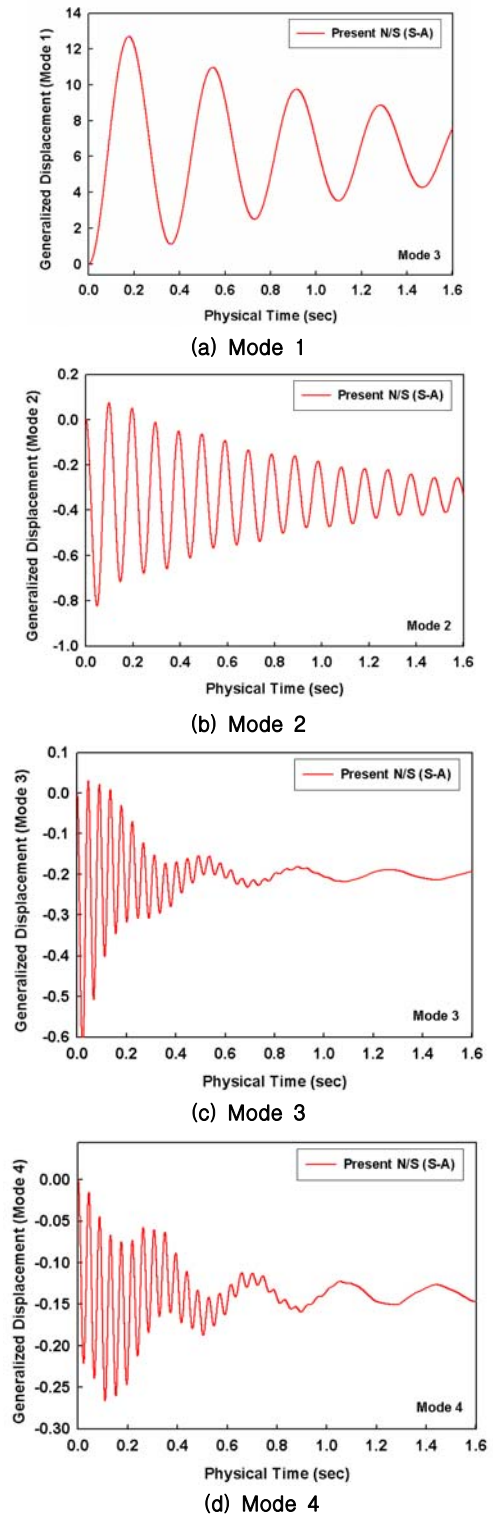 14
12
10
8
6
4
2
0
Generalized Displacement (Mode 1)
Present N/S (S-A)
Mode 3
0.0 0.2 0.4 0.6 0.8 1.0 1.2 1.4 1.6
Physical Time (sec)
(a) Mode 1
0.2
0.0
-0.2
-0.4
-0.6
-0.8
-1.0
Generalized Displacement (Mode 2)
Present N/S (S-A)
Mode 2
0.0 0.2 0.4 0.6 0.8 1.0 1.2 1.4 1.6
Physical Time (sec)
(b) Mode 2
0.1
0.0
-0.1
-0.2
-0.3
-0.4
-0.5
-0.6
Generalized Displacement (Mode 3)
Present N/S (S-A)
Mode 3
0.0 0.2 0.4 0.6 0.8 1.0 1.2 1.4 1.6
Physical Time (sec)
(c) Mode 3
0.00
-0.05
-0.10
-0.15
-0.20
-0.25
-0.30
Generalized Displacement (Mode 4)
Present N/S (S-A)
Mode 4
0.0 0.2 0.4 0.6 0.8 1.0 1.2 1.4 1.6
Physical Time (sec)
(d) Mode 4